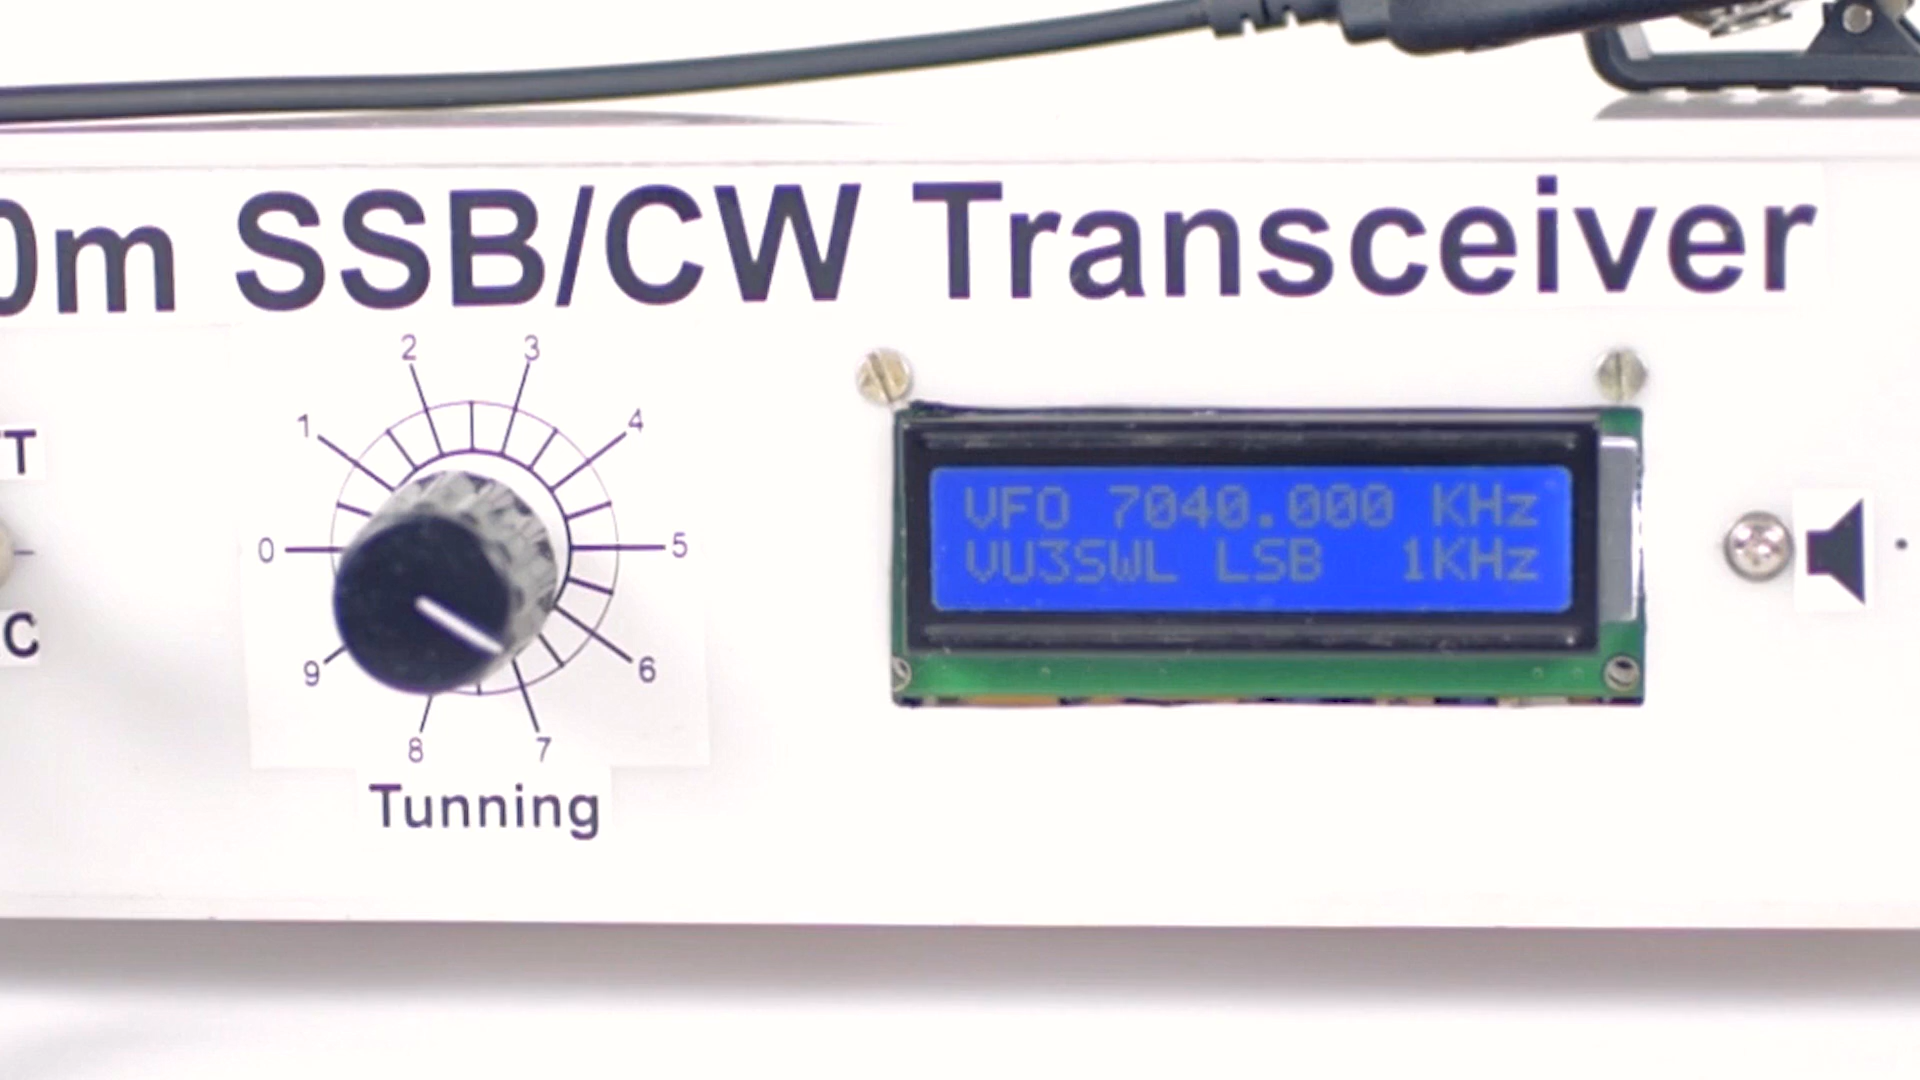 0m SSB/CW Transceiver
2 3
1 4
T
VFO 7040.000 KHz
VU3SWL LSB 1KHz
0 5
C
9 6
8 7
Tunning